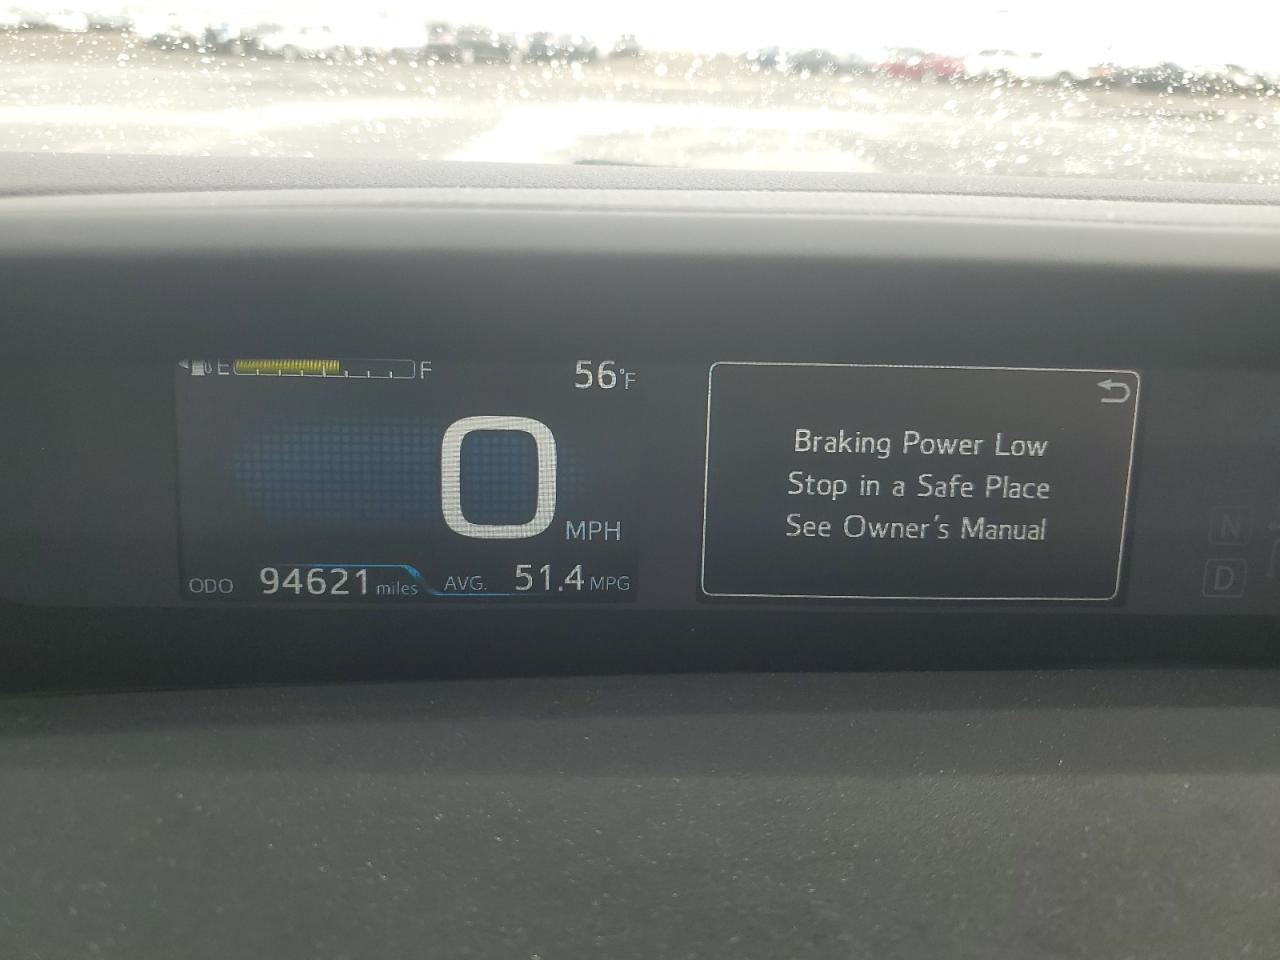 E F 56°F
0 MPH
ODO 94621 miles AVG. 51.4 MPG
Braking Power Low
Stop in a Safe Place
See Owner's Manual
N
D